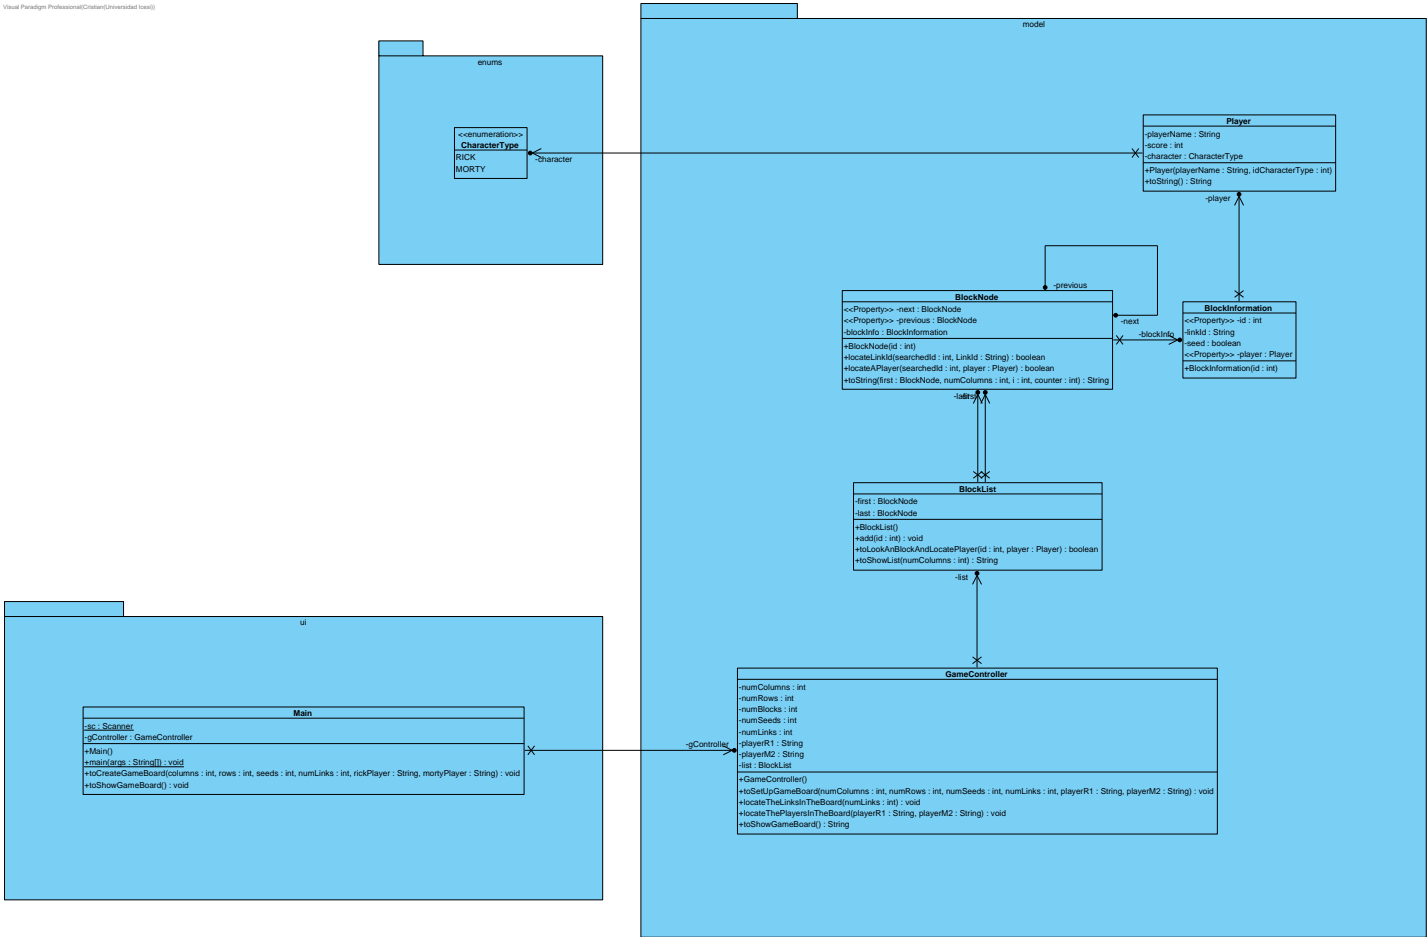 Visual Paradigm Professional(Cristian(Universidad Icesi))
model
enums
<<enumeration>>
CharacterType
RICK
MORTY
-character
Player
-playerName : String
-score : int
-character : CharacterType
+Player(playerName : String, idCharacterType : int)
+toString() : String
-player
-previous
BlockNode
<<Property>> -next : BlockNode
<<Property>> -previous : BlockNode
-blockInfo : BlockInformation
+BlockNode(id : int)
+locateLinkId(searchedId : int, LinkId : String) : boolean
+locateAPlayer(searchedId : int, player : Player) : boolean
+toString(first : BlockNode, numColumns : int, i : int, counter : int) : String
-next
-blockInfo
BlockInformation
<<Property>> -id : int
-linkId : String
-seed : boolean
<<Property>> -player : Player
+BlockInformation(id : int)
-last
-first
BlockList
-first : BlockNode
-last : BlockNode
+BlockList()
+add(id : int) : void
+toLookAnBlockAndLocatePlayer(id : int, player : Player) : boolean
+toShowList(numColumns : int) : String
-list
ui
Main
-sc : Scanner
-gController : GameController
+Main()
+main(args : String[]) : void
+toCreateGameBoard(columns : int, rows : int, seeds : int, numLinks : int, rickPlayer : String, mortyPlayer : String) : void
+toShowGameBoard() : void
-gController
GameController
-numColumns : int
-numRows : int
-numBlocks : int
-numSeeds : int
-numLinks : int
-playerR1 : String
-playerM2 : String
-list : BlockList
+GameController()
+toSetUpGameBoard(numColumns : int, numRows : int, numSeeds : int, numLinks : int, playerR1 : String, playerM2 : String) : void
+locateTheLinksInTheBoard(numLinks : int) : void
+locateThePlayersInTheBoard(playerR1 : String, playerM2 : String) : void
+toShowGameBoard() : String